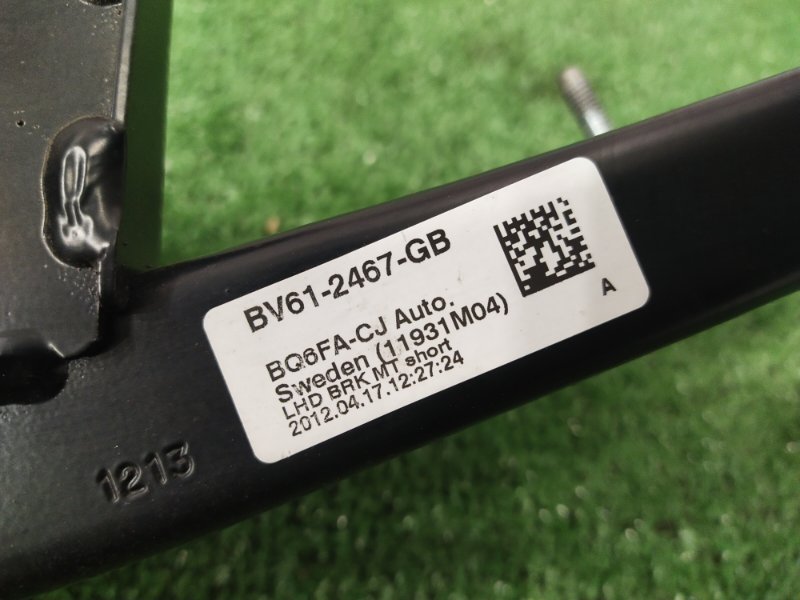 BV61-2467-GB
BQ6FA-CJ Auto.
Sweden (11931M04)
LHD BRK MT short
2012.04.17.12:27:24
A
1213